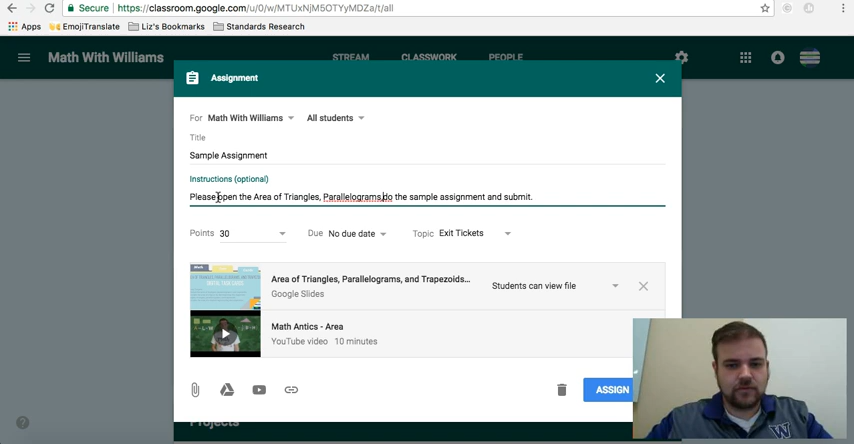 Secure | https://classroom.google.com/u/0/w/MTUxNjM5OTYyMDZa/t/all
Apps EmojiTranslate Liz's Bookmarks Standards Research
Math With Williams STREAM CLASSWORK PEOPLE
Assignment
For Math With Williams All students
Title
Sample Assignment
Instructions (optional)
Please open the Area of Triangles, Parallelograms,do the sample assignment and submit.
Points 30 Due No due date Topic Exit Tickets
Area of Triangles, Parallelograms, and Trapezoids... Students can view file
Google Slides
Math Antics - Area
YouTube video 10 minutes
ASSIGN
Projects
W